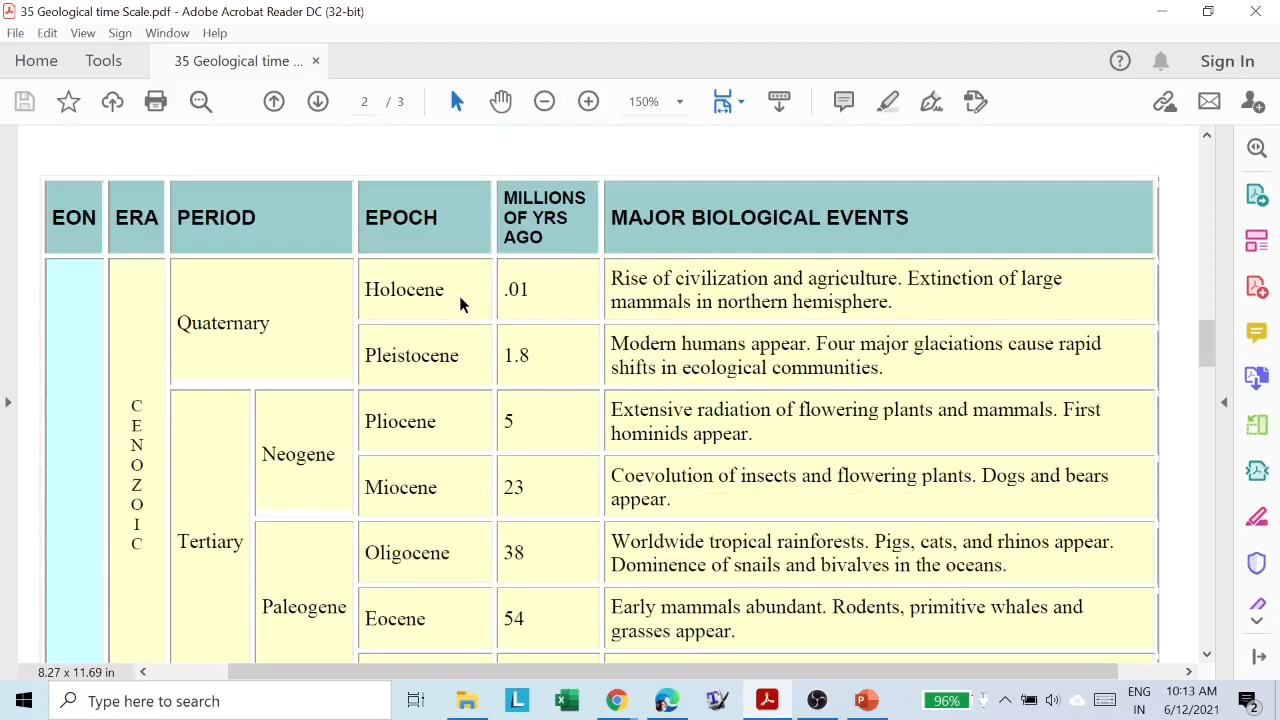 35 Geological time Scale.pdf - Adobe Acrobat Reader DC (32-bit)
File Edit View Sign Window Help
Home Tools 35 Geological time ... × Sign In
2 / 3 150%
EON ERA PERIOD EPOCH MILLIONS OF YRS AGO MAJOR BIOLOGICAL EVENTS
CENOZOIC
Quaternary
Holocene .01 Rise of civilization and agriculture. Extinction of large
mammals in northern hemisphere.
Pleistocene 1.8 Modern humans appear. Four major glaciations cause rapid
shifts in ecological communities.
Tertiary
Neogene
Pliocene 5 Extensive radiation of flowering plants and mammals. First
hominids appear.
Miocene 23 Coevolution of insects and flowering plants. Dogs and bears
appear.
Paleogene
Oligocene 38 Worldwide tropical rainforests. Pigs, cats, and rhinos appear.
Dominence of snails and bivalves in the oceans.
Eocene 54 Early mammals abundant. Rodents, primitive whales and
grasses appear.
8.27 x 11.69 in
Type here to search
96%
ENG
IN
10:13 AM
6/12/2021
2